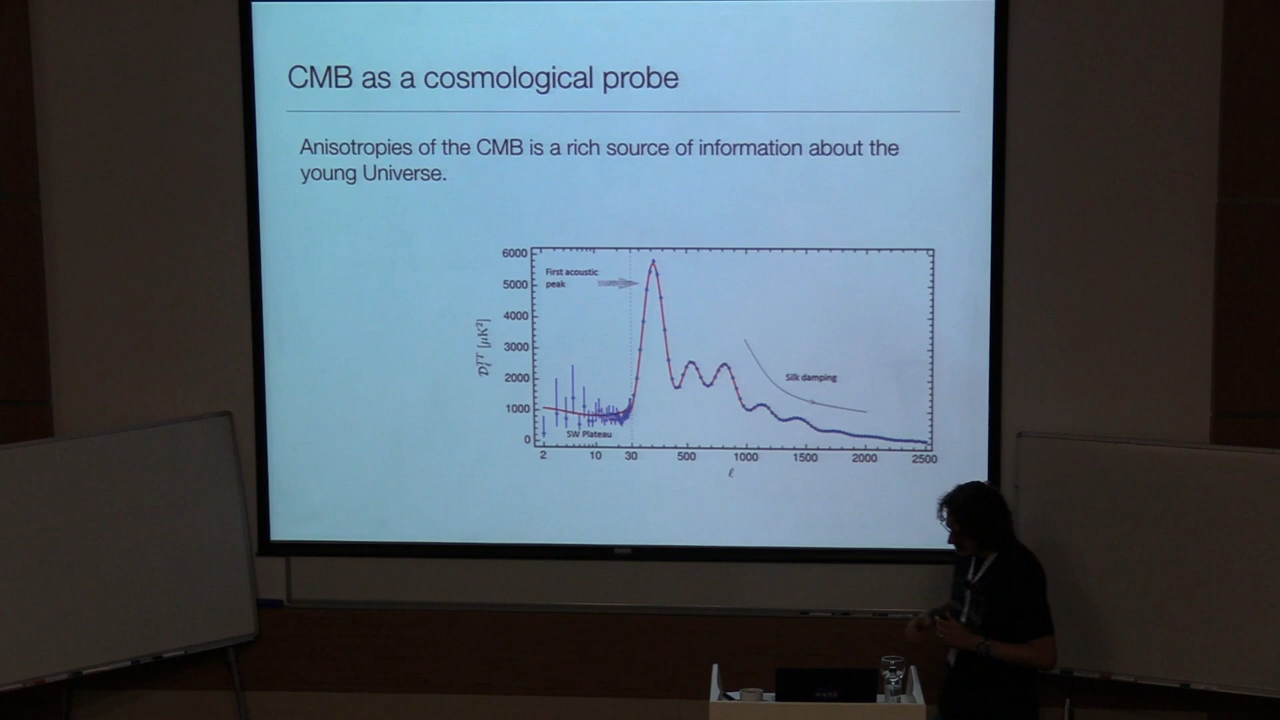 CMB as a cosmological probe
Anisotropies of the CMB is a rich source of information about the
young Universe.
6000
5000
4000
3000
2000
1000
0
𝒟ℓᵀᵀ [μK²]
First acoustic
peak
Silk damping
SW Plateau
2 10 30 500 1000 1500 2000 2500
ℓ